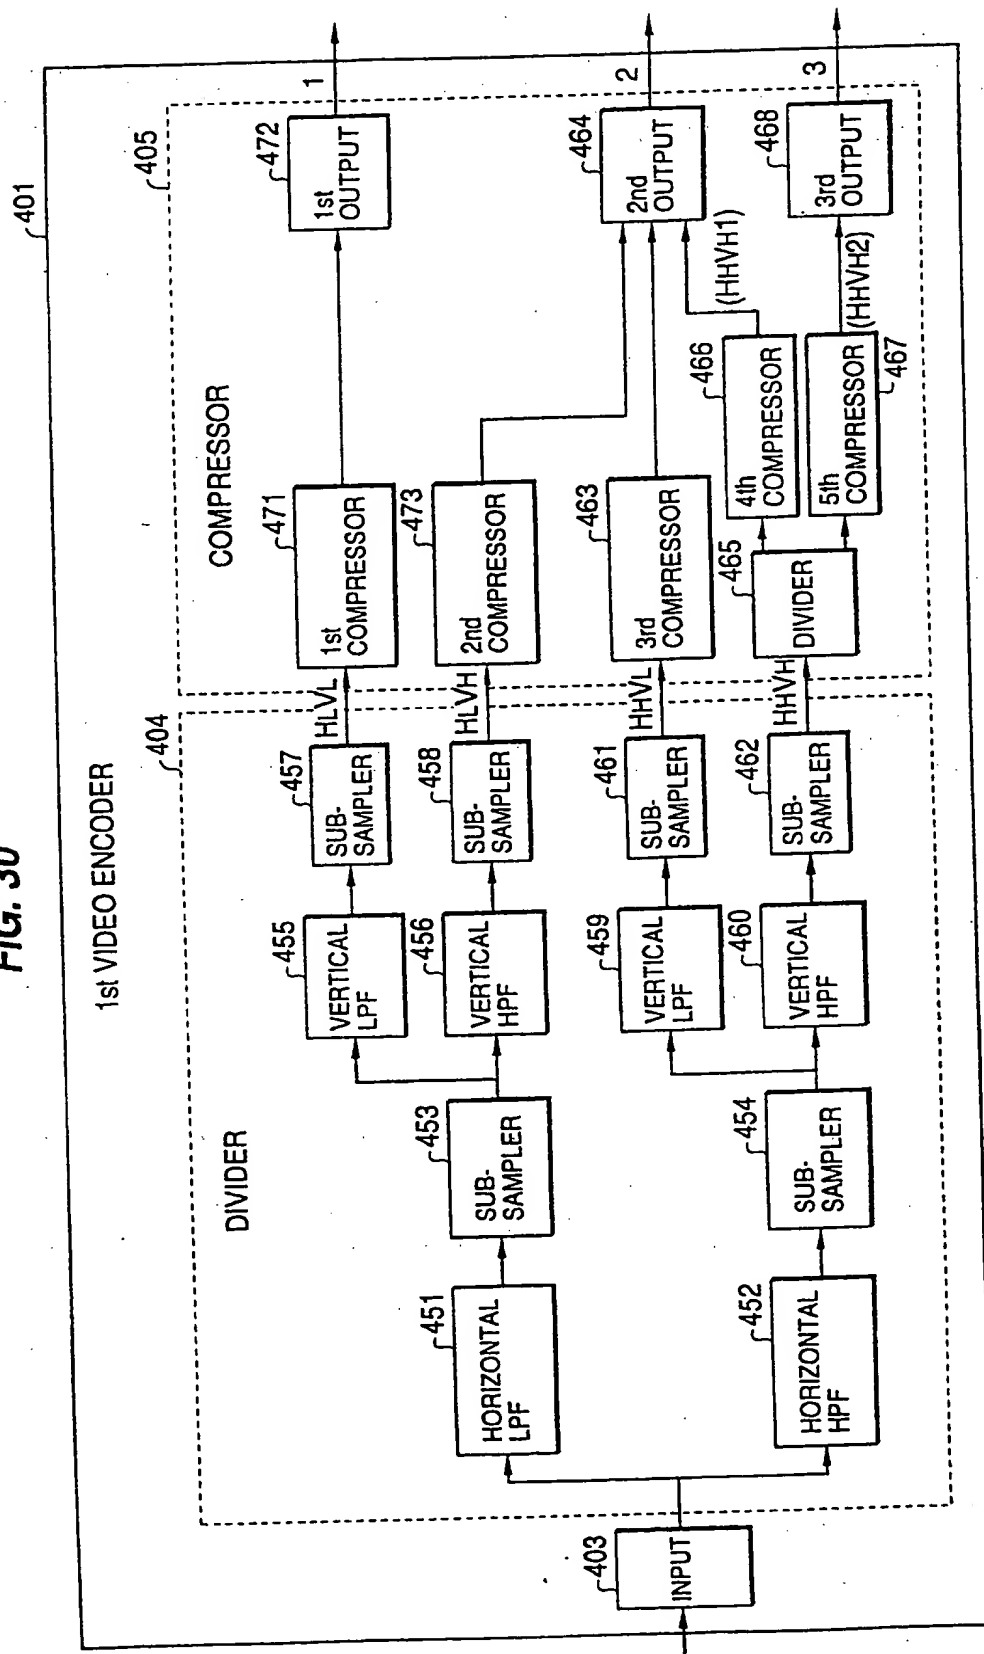 FIG. 30
1st VIDEO ENCODER
401
DIVIDER
404
COMPRESSOR
405
403
INPUT
451
HORIZONTAL
LPF
453
SUB-
SAMPLER
455
VERTICAL
LPF
457
SUB-
SAMPLER
HLVL
471
1st
COMPRESSOR
472
1st
OUTPUT
1
456
VERTICAL
HPF
458
SUB-
SAMPLER
HLVH
473
2nd
COMPRESSOR
464
2nd
OUTPUT
2
452
HORIZONTAL
HPF
454
SUB-
SAMPLER
459
VERTICAL
LPF
461
SUB-
SAMPLER
HHVL
463
3rd
COMPRESSOR
460
VERTICAL
HPF
462
SUB-
SAMPLER
HHVH
465
DIVIDER
466
4th
COMPRESSOR
(HHVH1)
5th
COMPRESSOR
467
(HHVH2)
468
3rd
OUTPUT
3